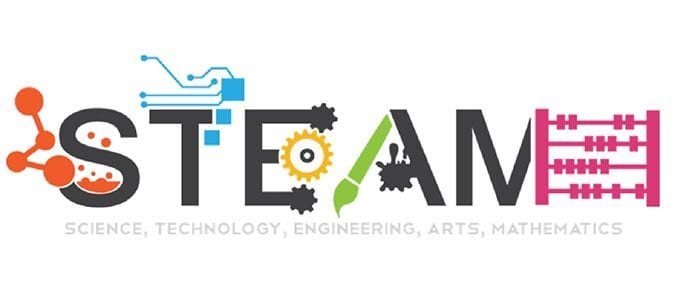 STEAM
SCIENCE, TECHNOLOGY, ENGINEERING, ARTS, MATHEMATICS